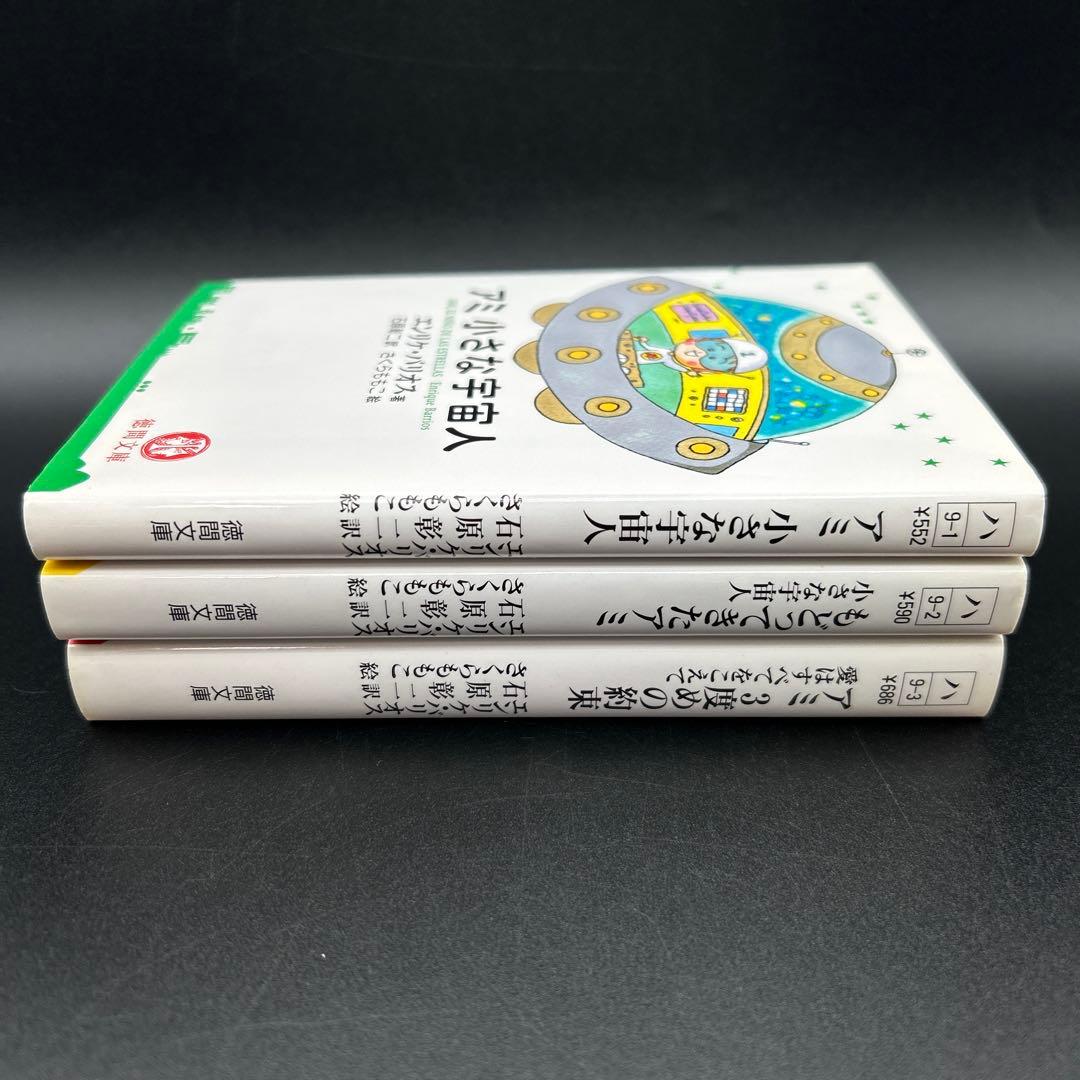 アミ 小さな宇宙人
AMI, EL NIÑO DE LAS ESTRELLAS Enrique Barrios
エンリケ・バリオス 著
石原彰二 訳 さくらももこ 絵
徳間文庫
ハ
9-1
¥552
アミ 小さな宇宙人
エンリケ・バリオス
石原彰二 訳
さくらももこ 絵
徳間文庫
ハ
9-2
¥590
もどってきたアミ
小さな宇宙人
エンリケ・バリオス
石原彰二 訳
さくらももこ 絵
徳間文庫
ハ
9-3
¥686
アミ 3度めの約束
愛はすべてをこえて
エンリケ・バリオス
石原彰二 訳
さくらももこ 絵
徳間文庫